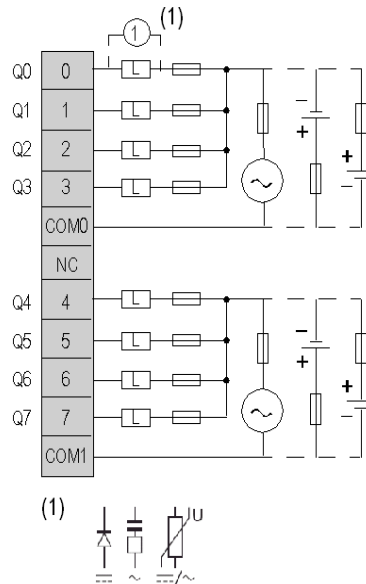 1 (1)
Q0 0 L
Q1 1 L
Q2 2 L
Q3 3 L
COM0
NC
Q4 4 L
Q5 5 L
Q6 6 L
Q7 7 L
COM1
~
− +
+ −
~
− +
+ −
(1)
U
~
/~